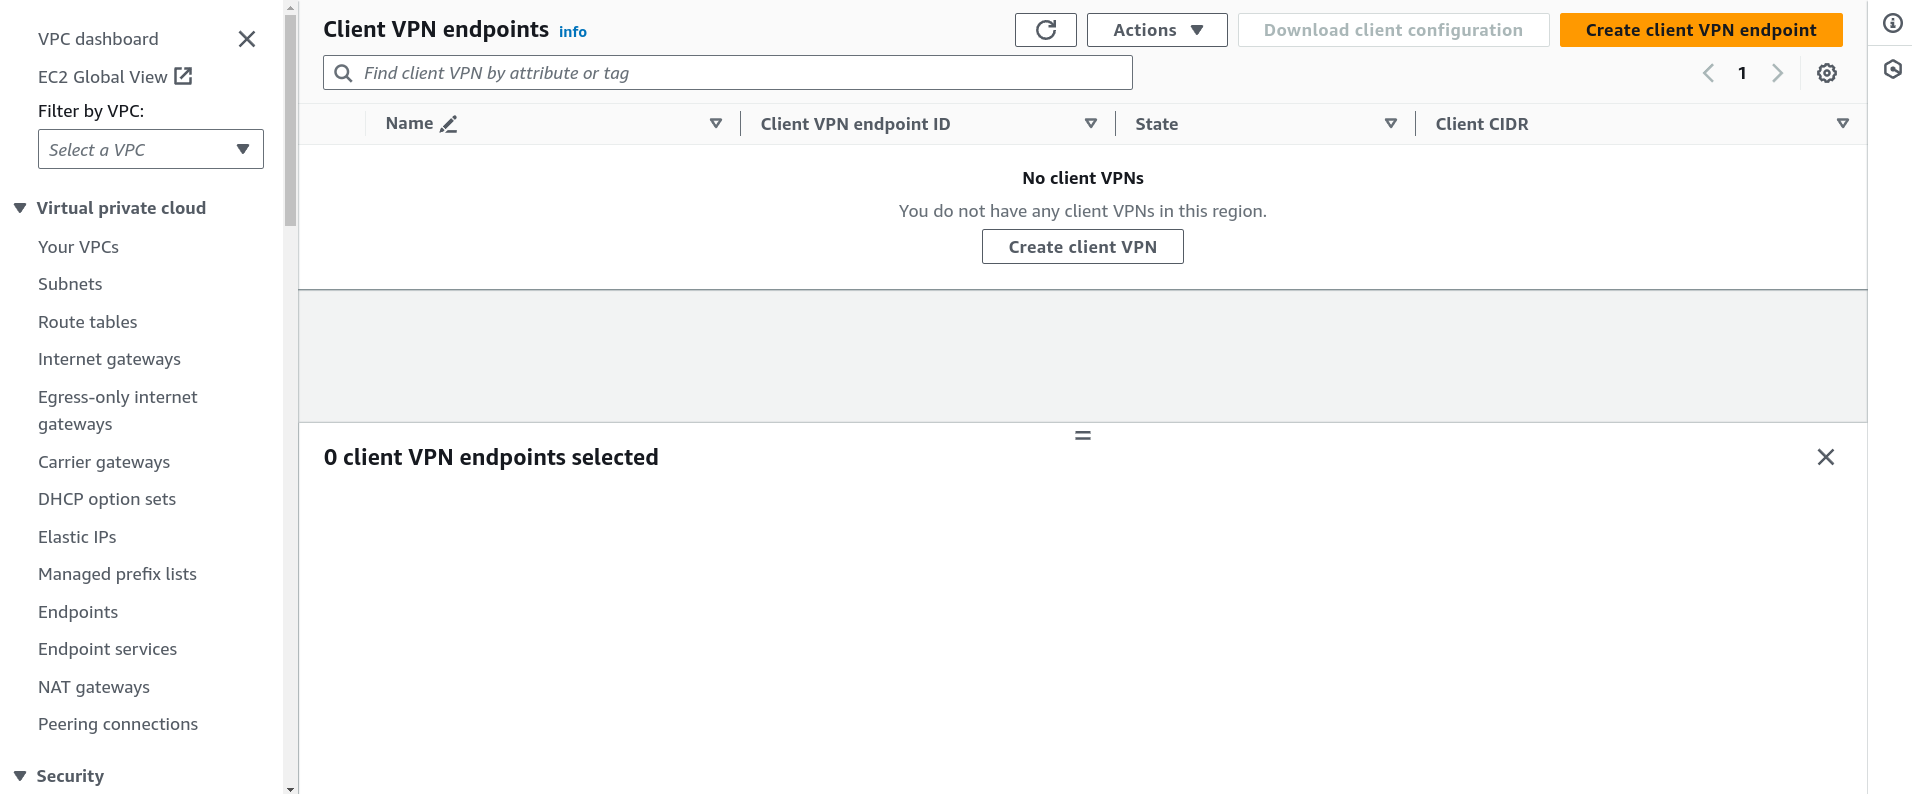 VPC dashboard
EC2 Global View
Filter by VPC:
Select a VPC
Virtual private cloud
Your VPCs
Subnets
Route tables
Internet gateways
Egress-only internet
gateways
Carrier gateways
DHCP option sets
Elastic IPs
Managed prefix lists
Endpoints
Endpoint services
NAT gateways
Peering connections
Security
Client VPN endpoints info
Actions
Download client configuration
Create client VPN endpoint
Find client VPN by attribute or tag
1
Name
Client VPN endpoint ID
State
Client CIDR
No client VPNs
You do not have any client VPNs in this region.
Create client VPN
0 client VPN endpoints selected